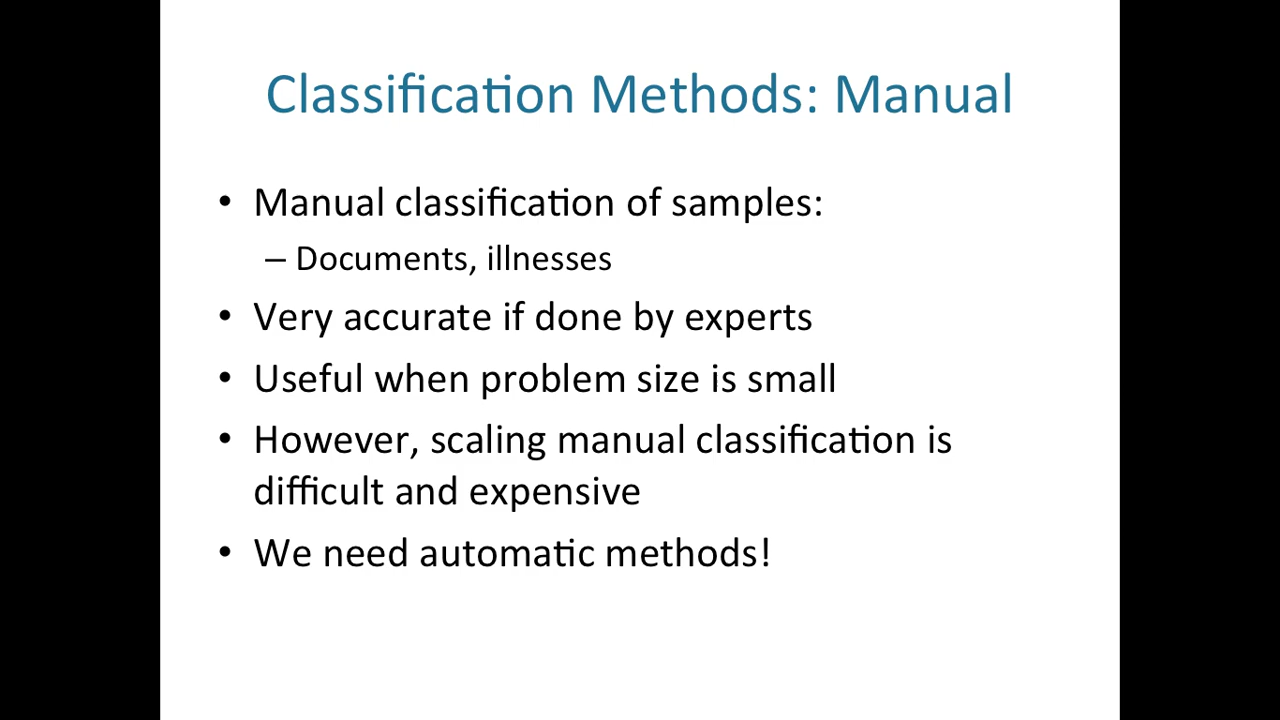 Classification Methods: Manual
• Manual classification of samples:
– Documents, illnesses
• Very accurate if done by experts
• Useful when problem size is small
• However, scaling manual classification is
difficult and expensive
• We need automatic methods!